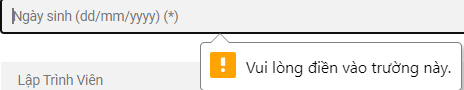 Ngày sinh (dd/mm/yyyy) (*)
Vui lòng điền vào trường này.
Lập Trình Viên